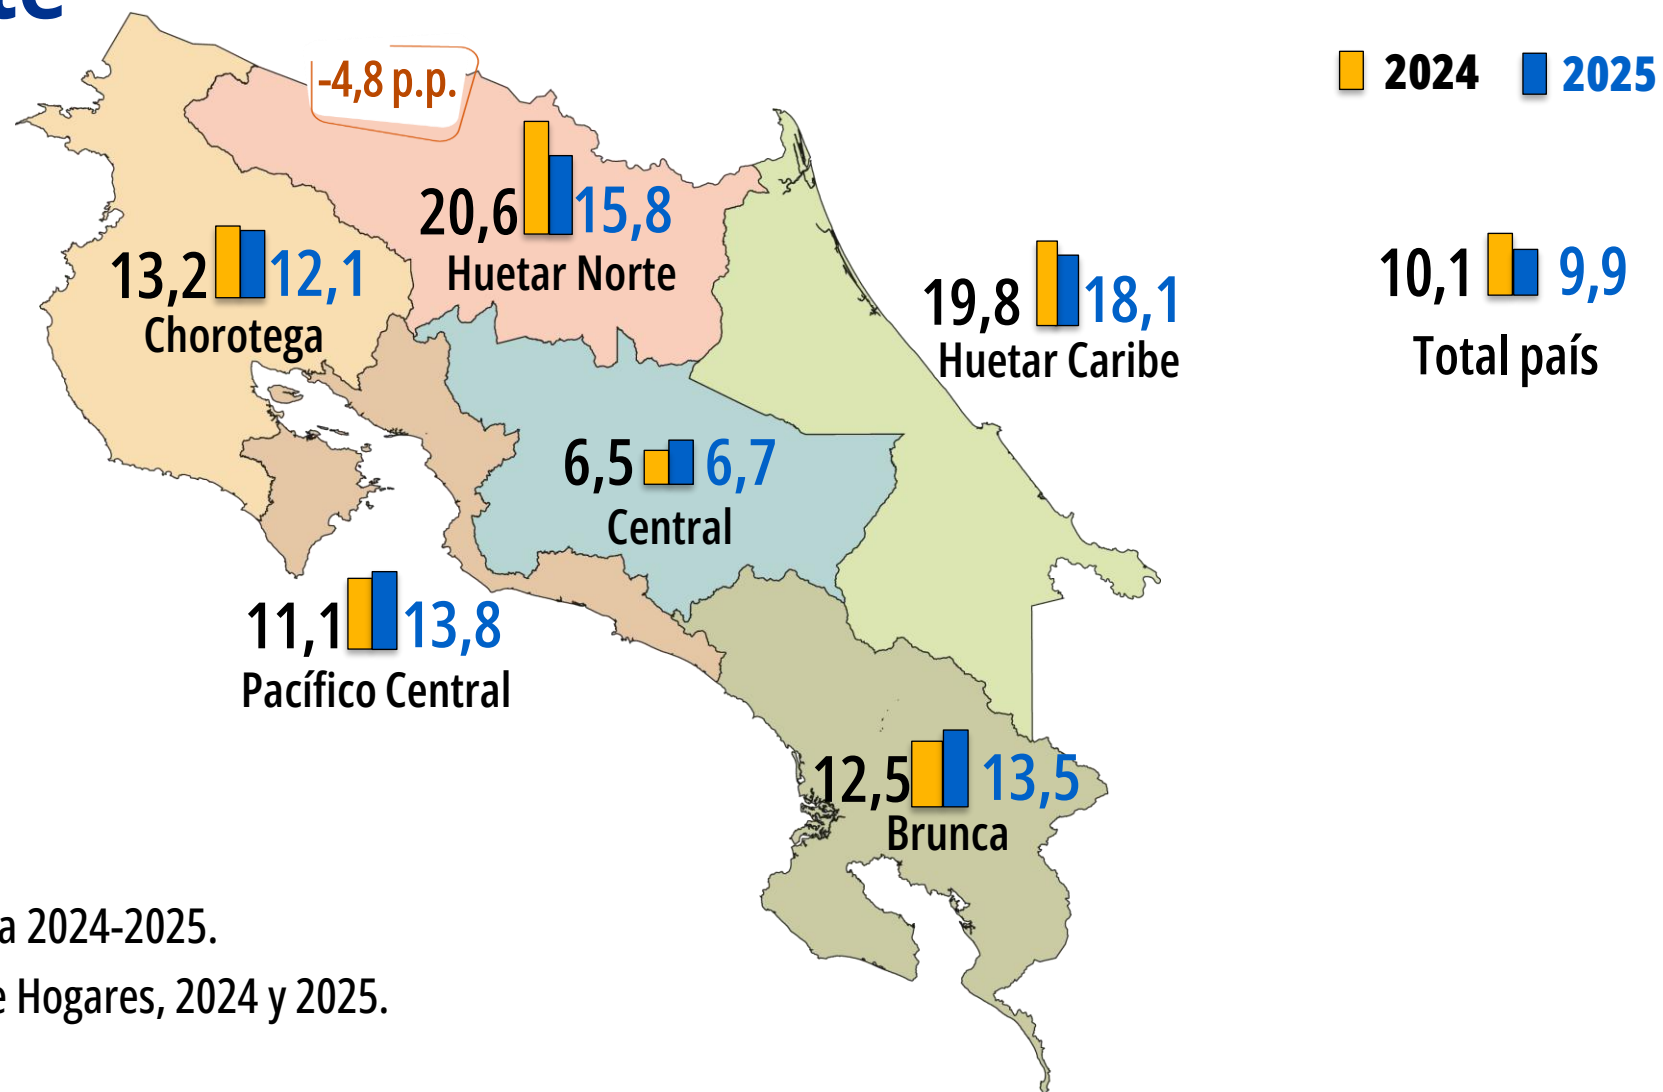 2024
2025
-4,8 p.p.
20,6 15,8
Huetar Norte
13,2 12,1
Chorotega
19,8 18,1
Huetar Caribe
10,1 9,9
Total país
6,5 6,7
Central
11,1 13,8
Pacífico Central
12,5 13,5
Brunca
a 2024-2025.
e Hogares, 2024 y 2025.